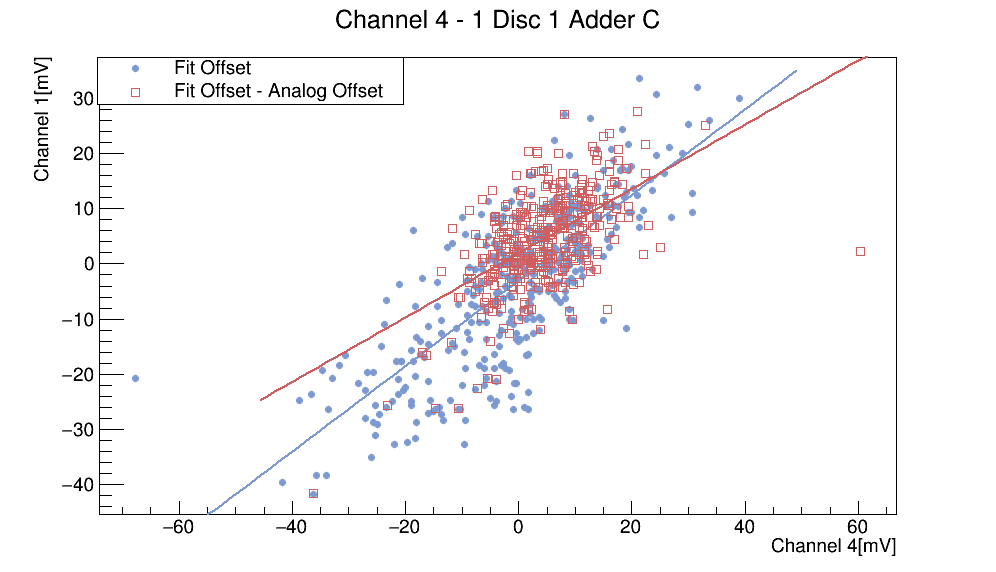 Channel 4 - 1 Disc 1 Adder C
Channel 1[mV]
Fit Offset
Fit Offset - Analog Offset
30
20
10
0
−10
−20
−30
−40
−60 −40 −20 0 20 40 60
Channel 4[mV]